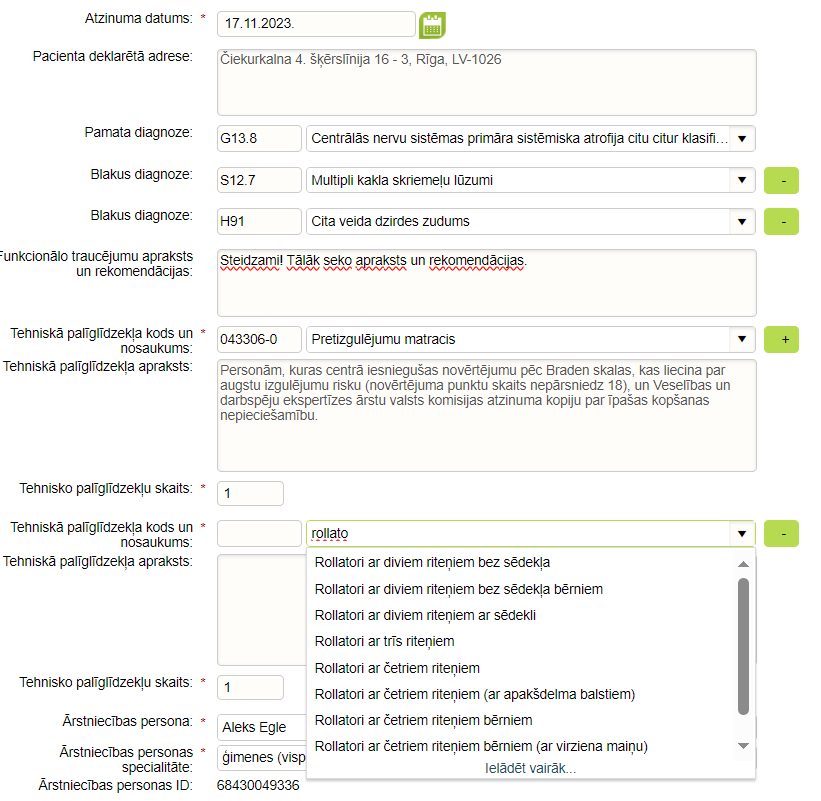 Atzinuma datums: * 17.11.2023.
Pacienta deklarētā adrese: Čiekurkalna 4. šķērslīnija 16 - 3, Rīga, LV-1026
Pamata diagnoze: G13.8 Centrālās nervu sistēmas primāra sistēmiska atrofija citu citur klasifi...
Blakus diagnoze: S12.7 Multipli kakla skriemeļu lūzumi -
Blakus diagnoze: H91 Cita veida dzirdes zudums -
Funkcionālo traucējumu apraksts
un rekomendācijas:
Steidzami! Tālāk seko apraksts un rekomendācijas.
Tehniskā palīglīdzekļa kods un *
nosaukums:
043306-0 Pretizgulējumu matracis +
Tehniskā palīglīdzekļa apraksts:
Personām, kuras centrā iesniegušas novērtējumu pēc Braden skalas, kas liecina par
augstu izgulējumu risku (novērtējuma punktu skaits nepārsniedz 18), un Veselības un
darbspēju ekspertīzes ārstu valsts komisijas atzinuma kopiju par īpašas kopšanas
nepieciešamību.
Tehnisko palīglīdzekļu skaits: * 1
Tehniskā palīglīdzekļa kods un *
nosaukums:
rollato -
Tehniskā palīglīdzekļa apraksts:
Rollatori ar diviem riteņiem bez sēdekļa
Rollatori ar diviem riteņiem bez sēdekļa bērniem
Rollatori ar diviem riteņiem ar sēdekli
Rollatori ar trīs riteņiem
Rollatori ar četriem riteņiem
Rollatori ar četriem riteņiem (ar apakšdelma balstiem)
Rollatori ar četriem riteņiem bērniem
Rollatori ar četriem riteņiem bērniem (ar virziena maiņu)
Ielādēt vairāk...
Tehnisko palīglīdzekļu skaits: * 1
Ārstniecības persona: * Aleks Egle
Ārstniecības personas *
specialitāte:
ģimenes (visp
Ārstniecības personas ID: 68430049336